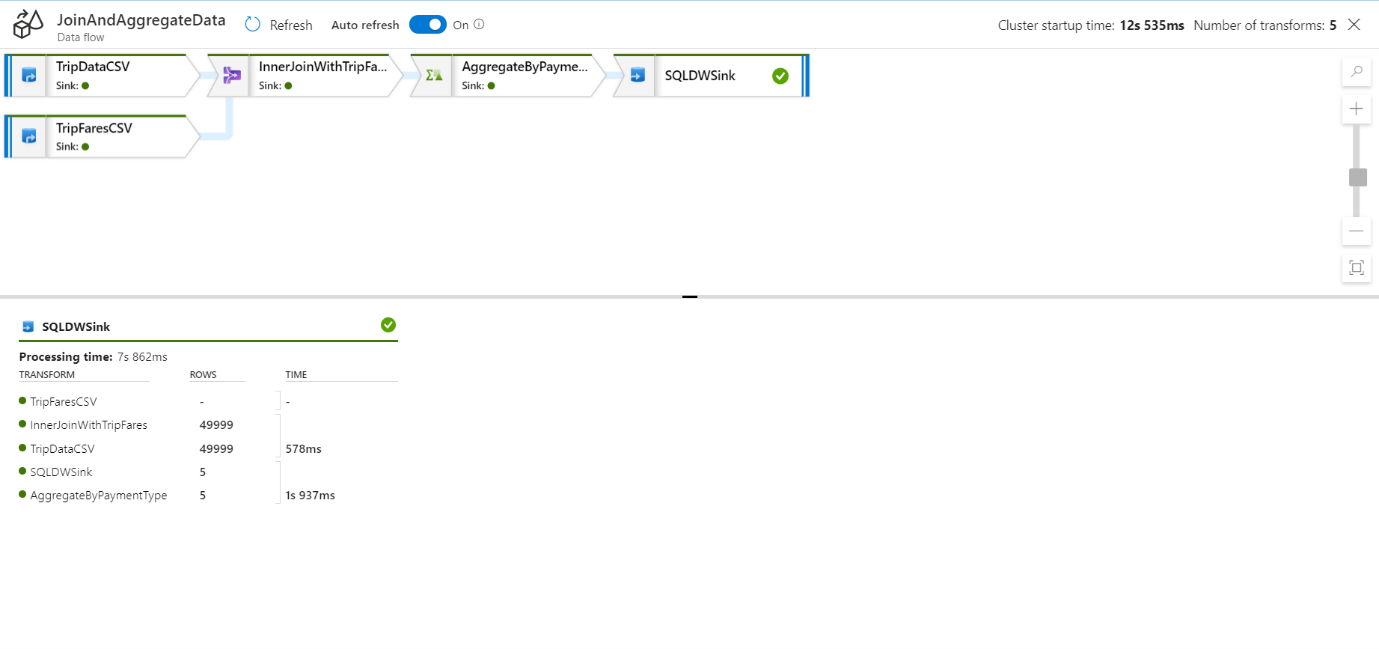 JoinAndAggregateData
Data flow
Refresh
Auto refresh
On
Cluster startup time: 12s 535ms Number of transforms: 5
TripDataCSV
Sink:
InnerJoinWithTripFa...
Sink:
AggregateByPayme...
Sink:
SQLDWSink
TripFaresCSV
Sink:
SQLDWSink
Processing time: 7s 862ms
TRANSFORM ROWS TIME
TripFaresCSV - -
InnerJoinWithTripFares 49999
TripDataCSV 49999 578ms
SQLDWSink 5
AggregateByPaymentType 5 1s 937ms